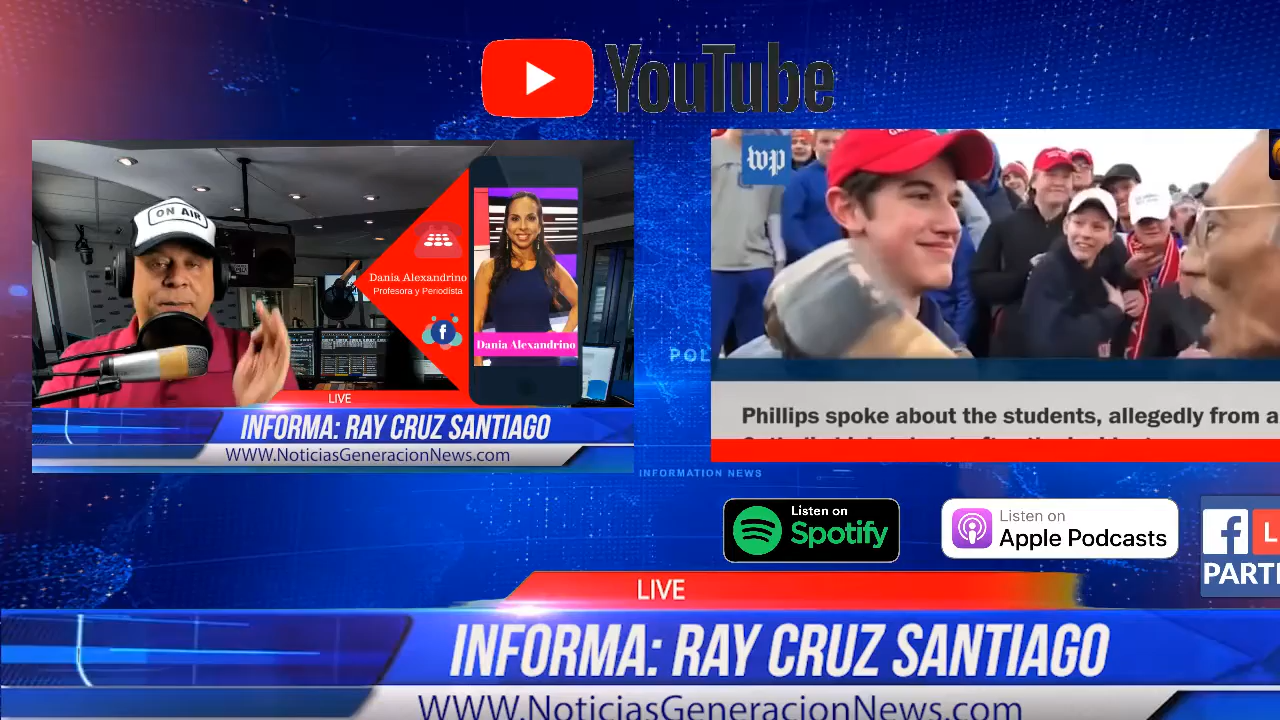 YouTube
wp
ON AIR
Dania Alexandrino
Profesora y Periodista
Dania Alexandrino
LIVE
INFORMA: RAY CRUZ SANTIAGO
WWW.NoticiasGeneracionNews.com
POL
Phillips spoke about the students, allegedly from a
INFORMATION NEWS
Listen on
Spotify
Listen on
Apple Podcasts
L
PARTI
LIVE
INFORMA: RAY CRUZ SANTIAGO
WWW.NoticiasGeneracionNews.com